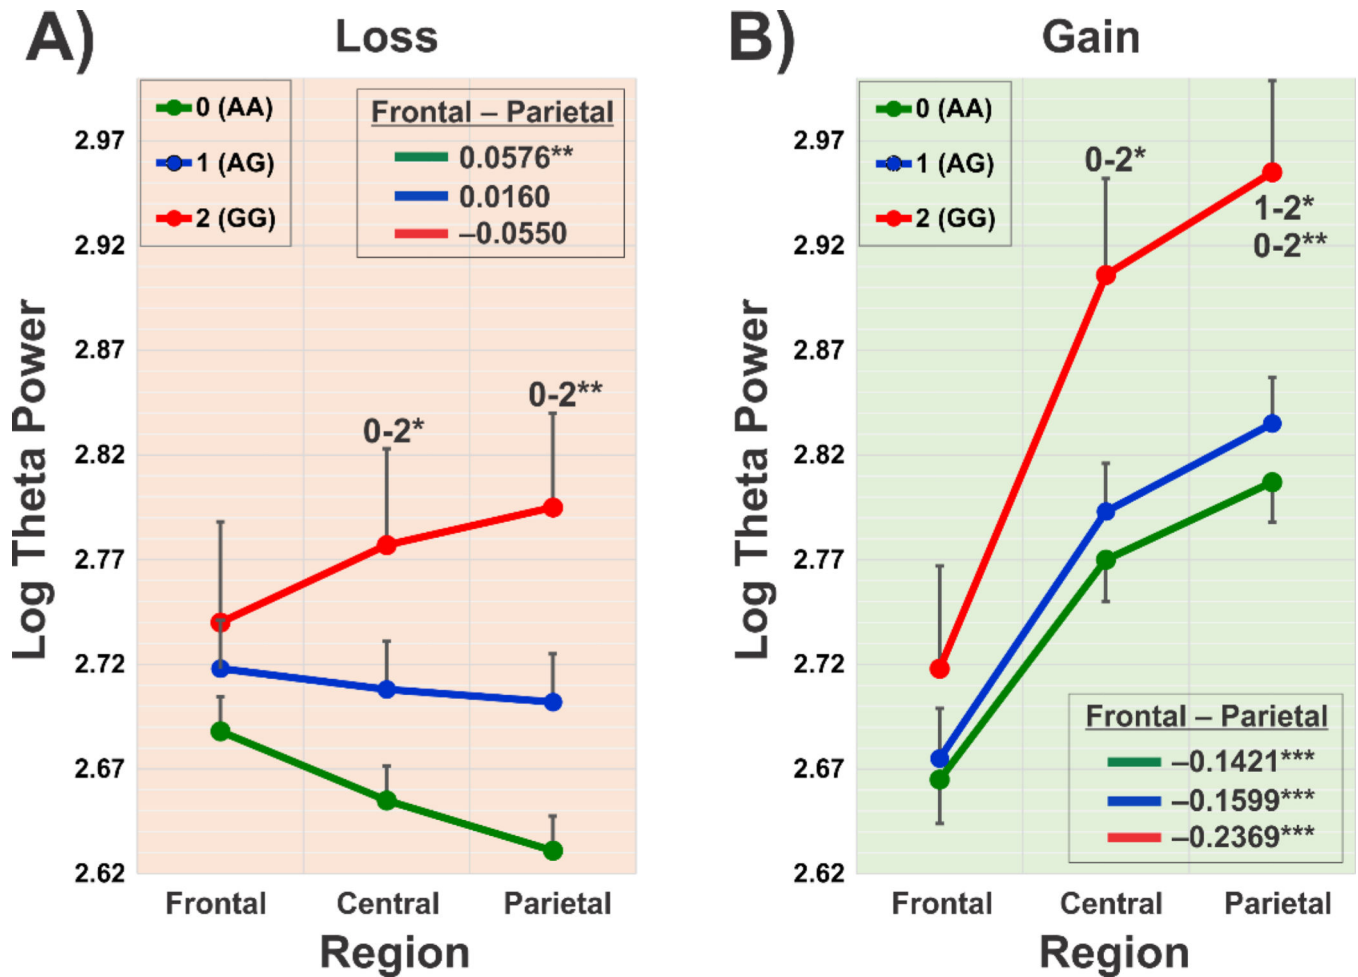 A)
Loss
0 (AA)
1 (AG)
2 (GG)
Frontal – Parietal
0.0576**
0.0160
–0.0550
2.97
2.92
2.87
2.82
2.77
2.72
2.67
2.62
Log Theta Power
0-2*
0-2**
Frontal
Central
Parietal
Region
B)
Gain
0 (AA)
1 (AG)
2 (GG)
2.97
2.92
2.87
2.82
2.77
2.72
2.67
2.62
Log Theta Power
0-2*
1-2*
0-2**
Frontal – Parietal
–0.1421***
–0.1599***
–0.2369***
Frontal
Central
Parietal
Region